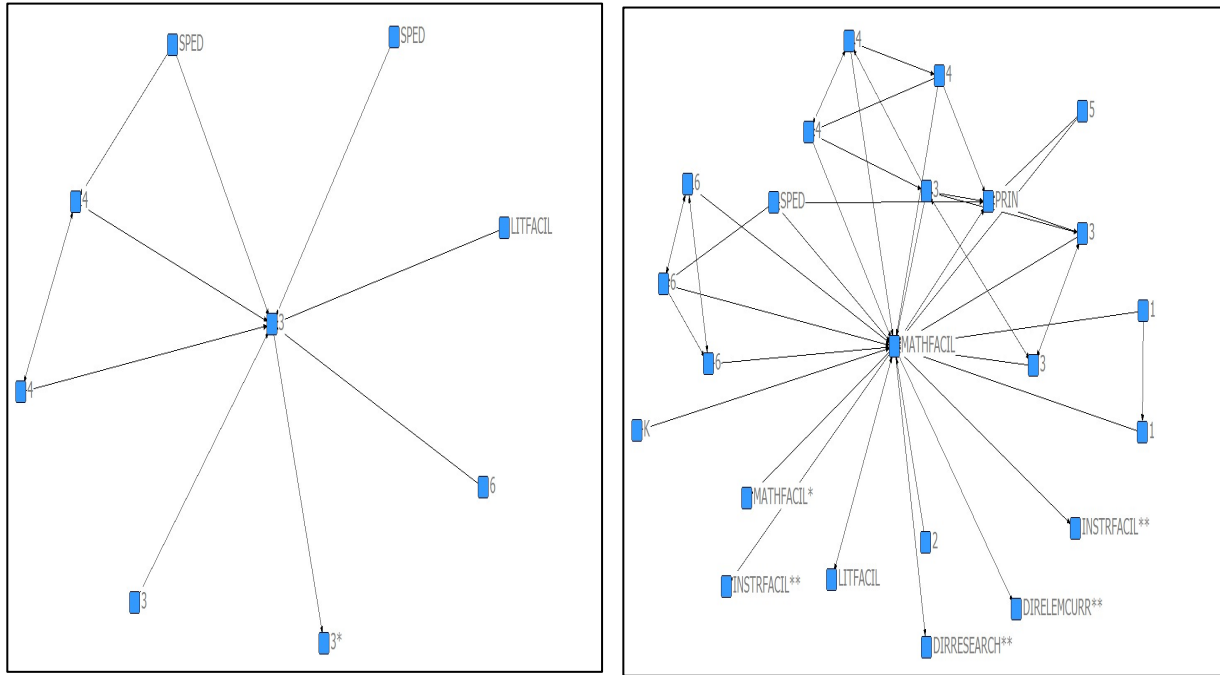 SPED
SPED
4
LITFACIL
3
4
6
3
3*
4
4
5
4
6
3
SPED
PRIN
3
6
1
MATHFACIL
6
3
K
1
MATHFACIL*
INSTRFACIL**
2
LITFACIL
INSTRFACIL**
DIRELEMCURR**
DIRRESEARCH**